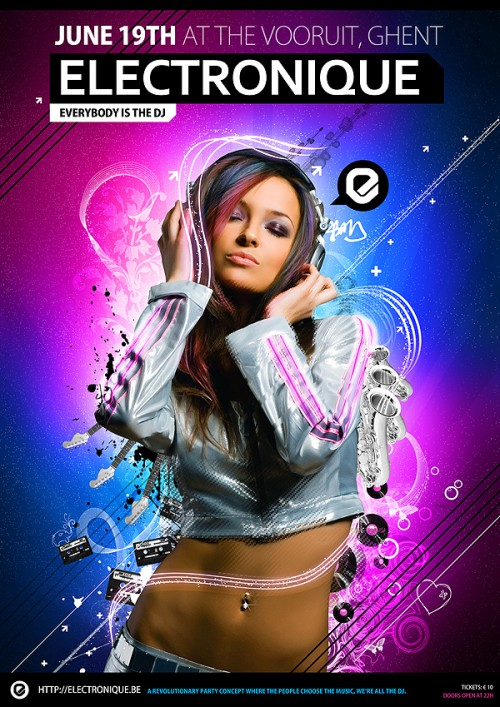 JUNE 19TH AT THE VOORUIT, GHENT
ELECTRONIQUE
EVERYBODY IS THE DJ
e
e
HTTP://ELECTRONIQUE.BE
A REVOLUTIONARY PARTY CONCEPT WHERE THE PEOPLE CHOOSE THE MUSIC, WE'RE ALL THE DJ.
TICKETS: € 10
DOORS OPEN AT 22H